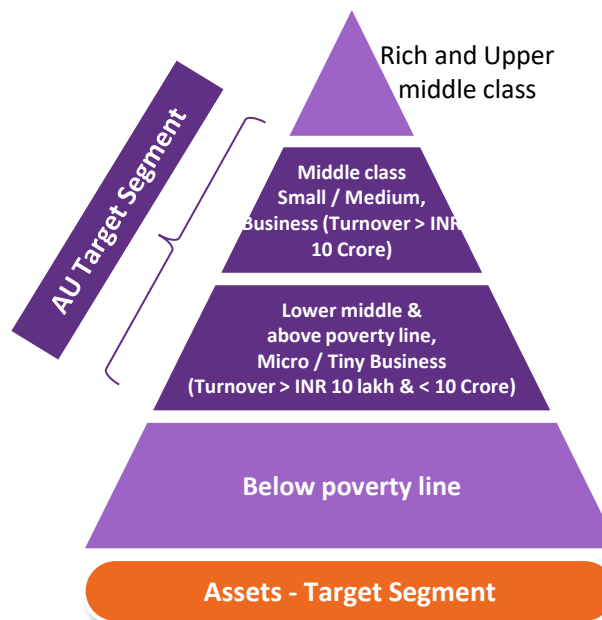 Rich and Upper
middle class
AU Target Segment
Middle class
Small / Medium,
Business (Turnover > INR
10 Crore)
Lower middle &
above poverty line,
Micro / Tiny Business
(Turnover > INR 10 lakh & < 10 Crore)
Below poverty line
Assets - Target Segment